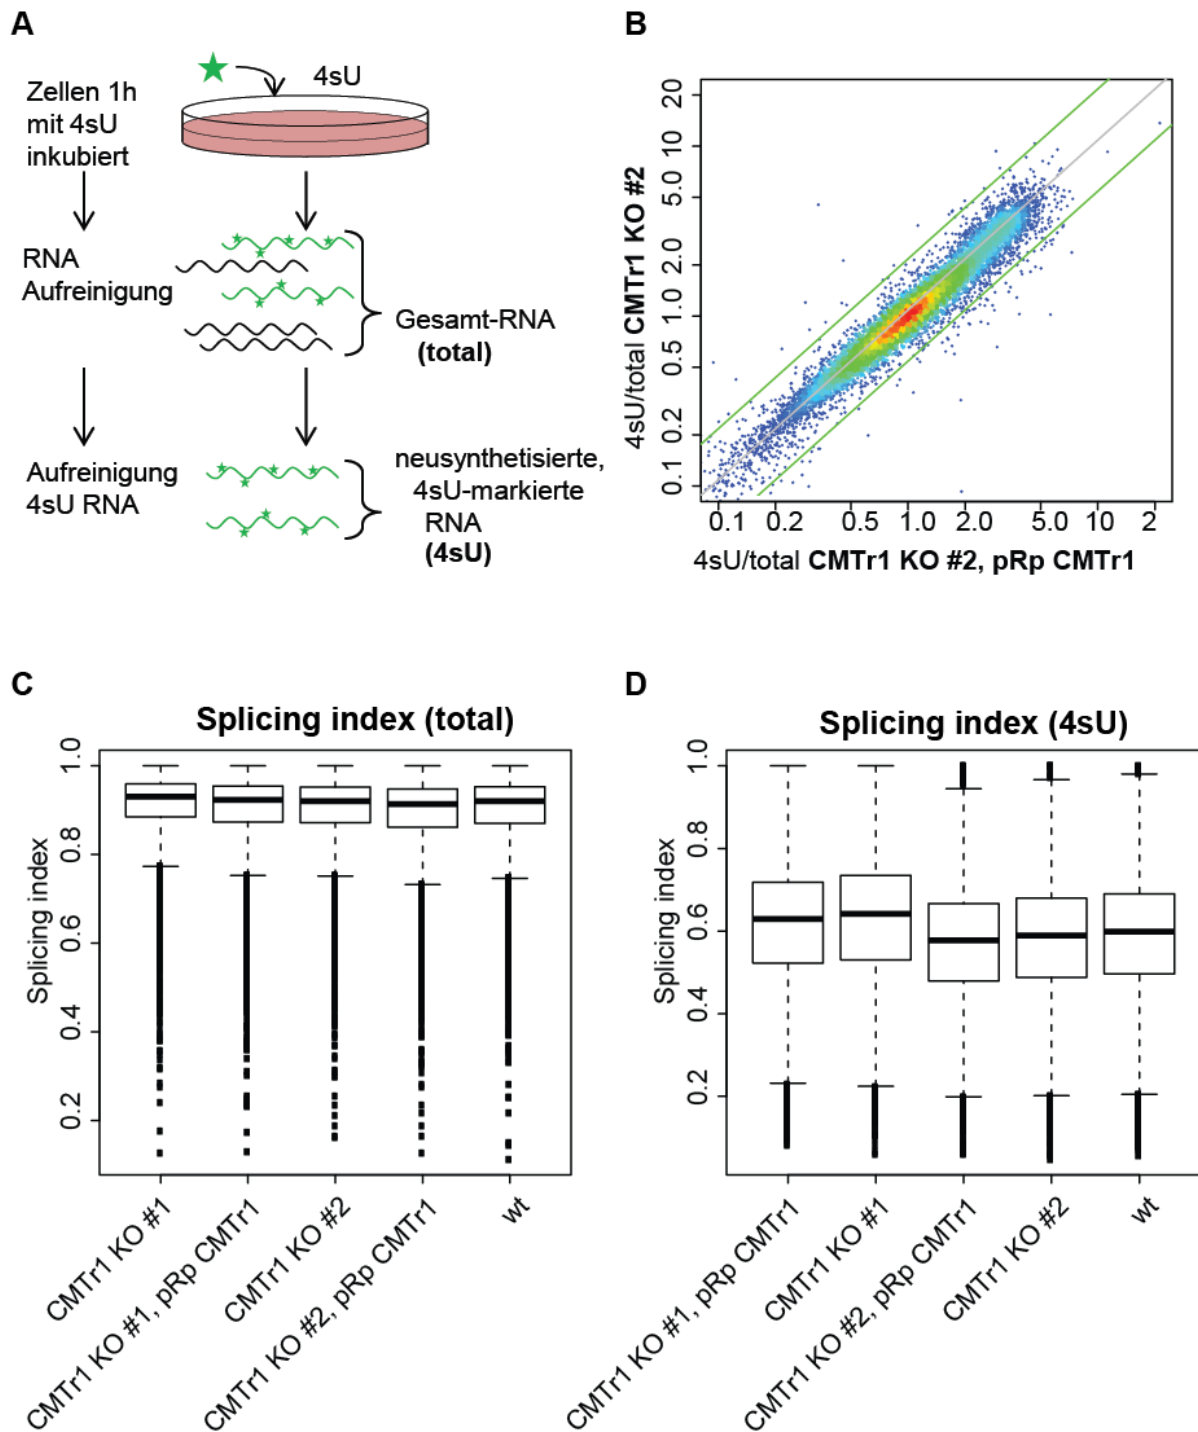 A
Zellen 1h
mit 4sU
inkubiert
4sU
RNA
Aufreinigung
Gesamt-RNA
(total)
Aufreinigung
4sU RNA
neusynthetisierte,
4sU-markierte
RNA
(4sU)
B
4sU/total CMTr1 KO #2
20
10
5.0
2.0
1.0
0.5
0.2
0.1
0.1 0.2 0.5 1.0 2.0 5.0 10 2
4sU/total CMTr1 KO #2, pRp CMTr1
C
Splicing index (total)
Splicing index
1.0
0.8
0.6
0.4
0.2
CMTr1 KO #1
CMTr1 KO #1, pRp CMTr1
CMTr1 KO #2
CMTr1 KO #2, pRp CMTr1
wt
D
Splicing index (4sU)
Splicing index
1.0
0.8
0.6
0.4
0.2
CMTr1 KO #1, pRp CMTr1
CMTr1 KO #1
CMTr1 KO #2, pRp CMTr1
CMTr1 KO #2
wt